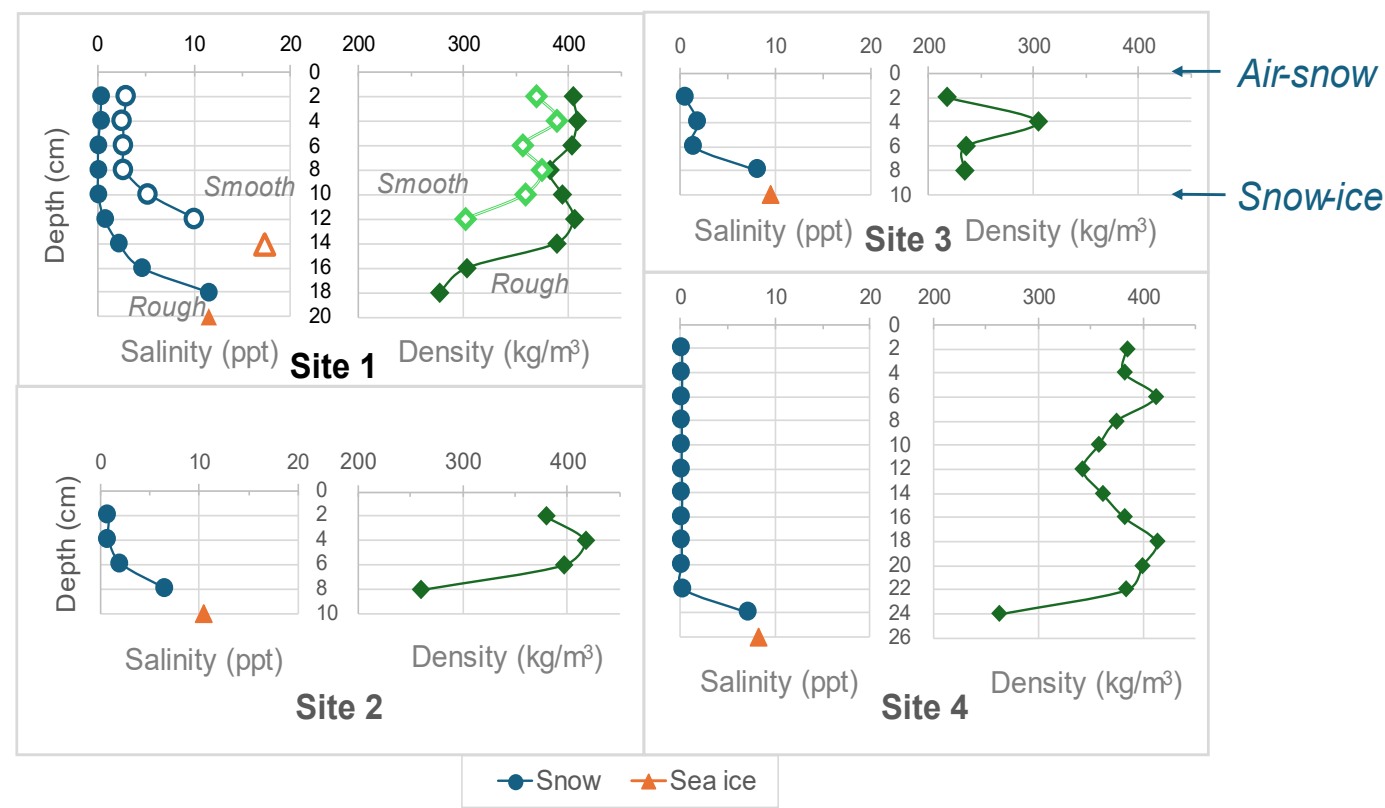 0 10 20
200 300 400
0
2
4
6
8
10
12
14
16
18
20
Depth (cm)
Smooth
Rough
Smooth
Rough
Salinity (ppt)
Density (kg/m³)
Site 1
0 10 20
200 300 400
0
2
4
6
8
10
Salinity (ppt)
Density (kg/m³)
Site 3
Air-snow
Snow-ice
0 10 20
200 300 400
0
2
4
6
8
10
Depth (cm)
Salinity (ppt)
Density (kg/m³)
Site 2
0 10 20
200 300 400
0
2
4
6
8
10
12
14
16
18
20
22
24
26
Salinity (ppt)
Density (kg/m³)
Site 4
Snow
Sea ice